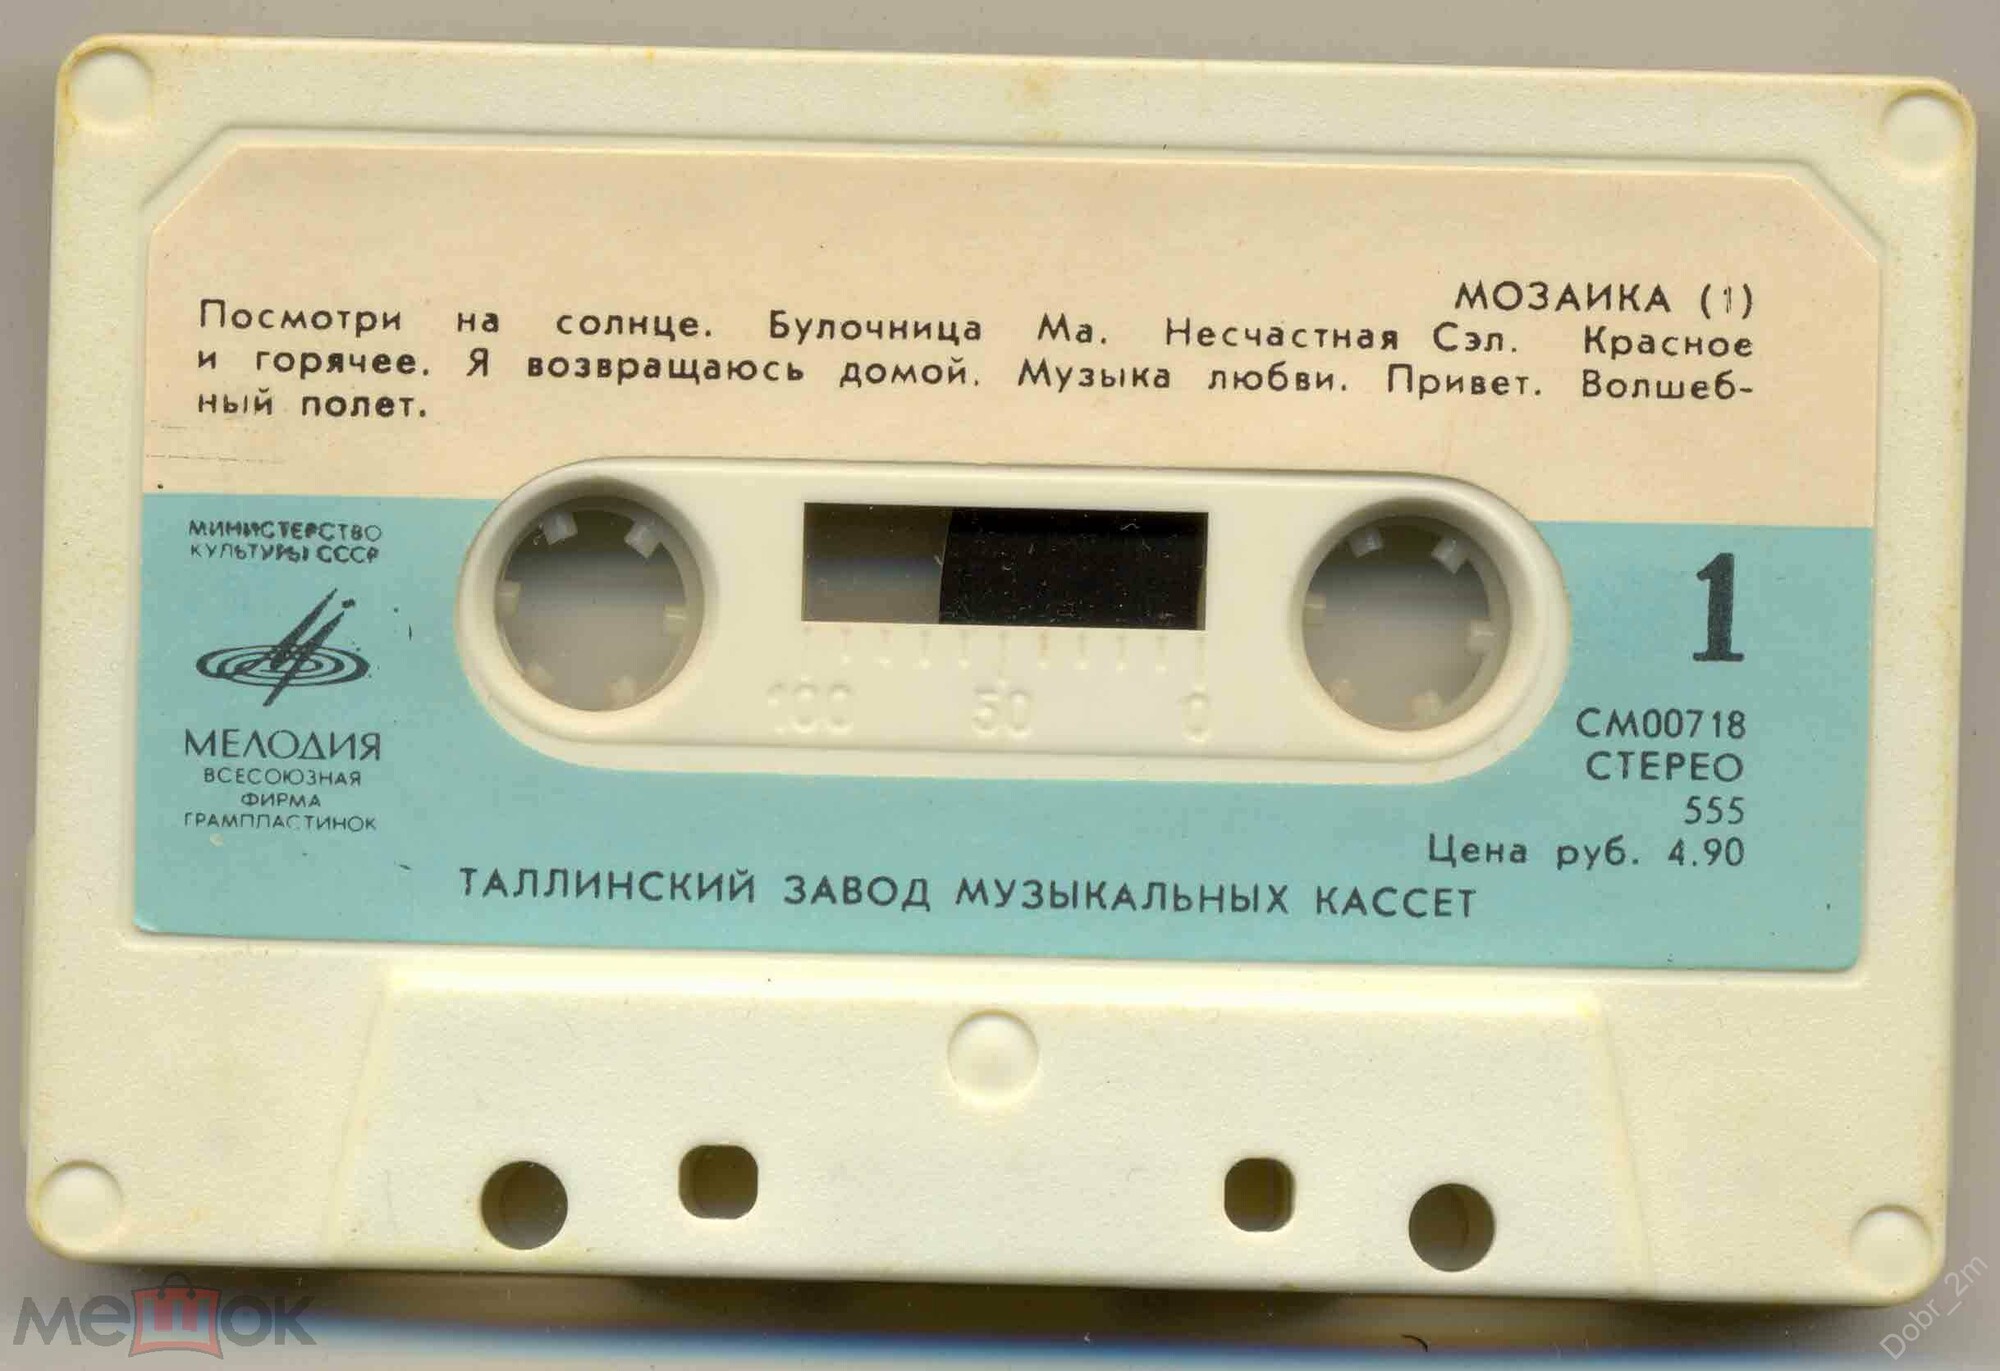 МОЗАИКА (1)
Посмотри на солнце. Булочница Ма. Несчастная Сэл. Красное
и горячее. Я возвращаюсь домой. Музыка любви. Привет. Волшеб-
ный полет.
МИНИСТЕРСТВО
КУЛЬТУРЫ СССР
МЕЛОДИЯ
ВСЕСОЮЗНАЯ
ФИРМА
ГРАМПЛАСТИНОК
100 50 0
1
СМ00718
СТЕРЕО
555
Цена руб. 4.90
ТАЛЛИНСКИЙ ЗАВОД МУЗЫКАЛЬНЫХ КАССЕТ
мешок
Dobr_2m